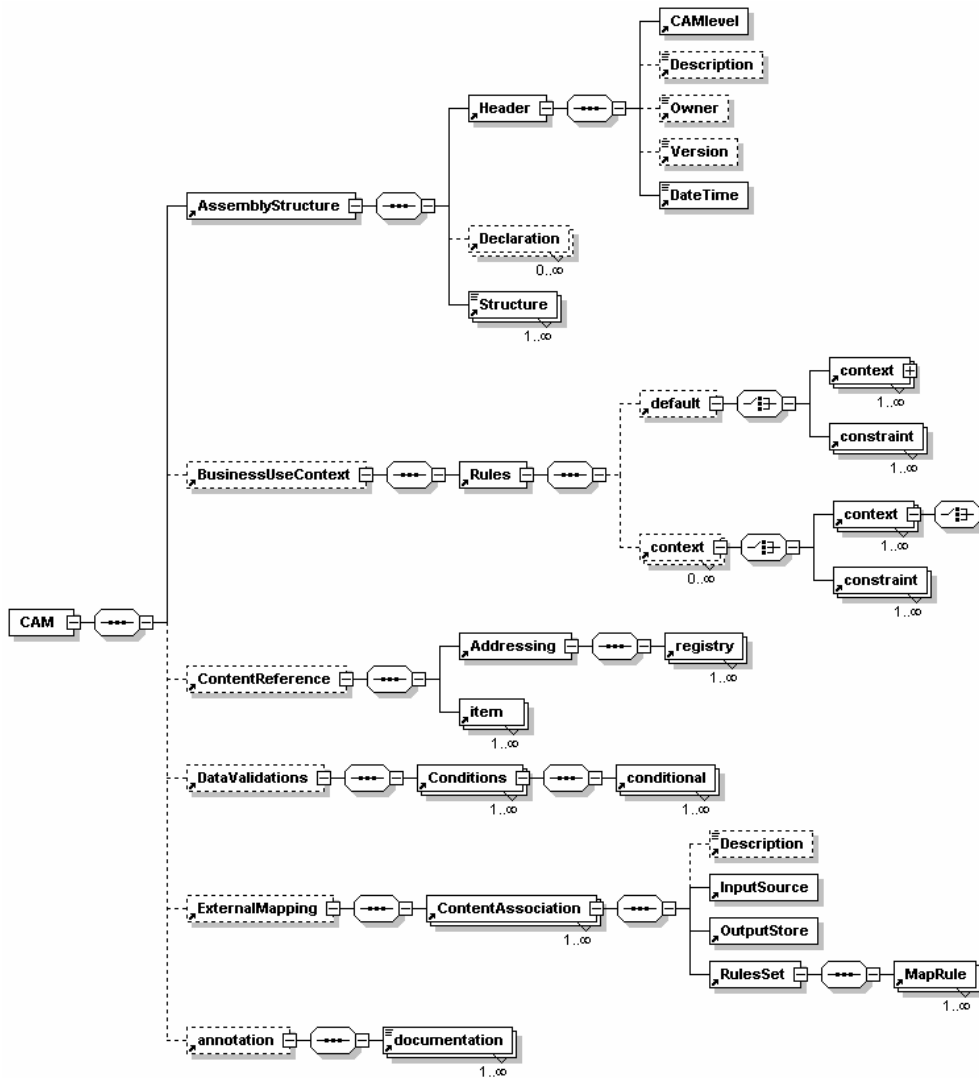 CAMlevel
Description
Owner
Version
DateTime
Header
AssemblyStructure
Declaration
0..∞
Structure
1..∞
context
1..∞
default
constraint
1..∞
BusinessUseContext
Rules
context
1..∞
context
0..∞
constraint
1..∞
CAM
Addressing
registry
1..∞
ContentReference
item
1..∞
DataValidations
Conditions
conditional
1..∞
1..∞
Description
InputSource
ExternalMapping
ContentAssociation
1..∞
OutputStore
RulesSet
MapRule
1..∞
annotation
documentation
1..∞